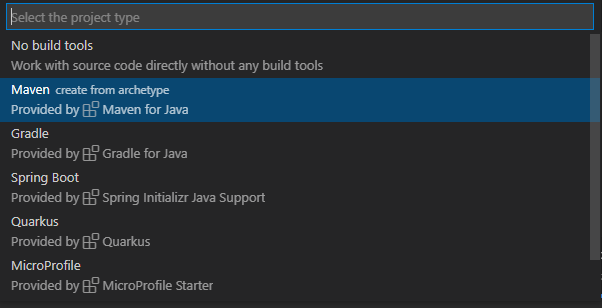 Select the project type
No build tools
Work with source code directly without any build tools
Maven create from archetype
Provided by Maven for Java
Gradle
Provided by Gradle for Java
Spring Boot
Provided by Spring Initializr Java Support
Quarkus
Provided by Quarkus
MicroProfile
Provided by MicroProfile Starter